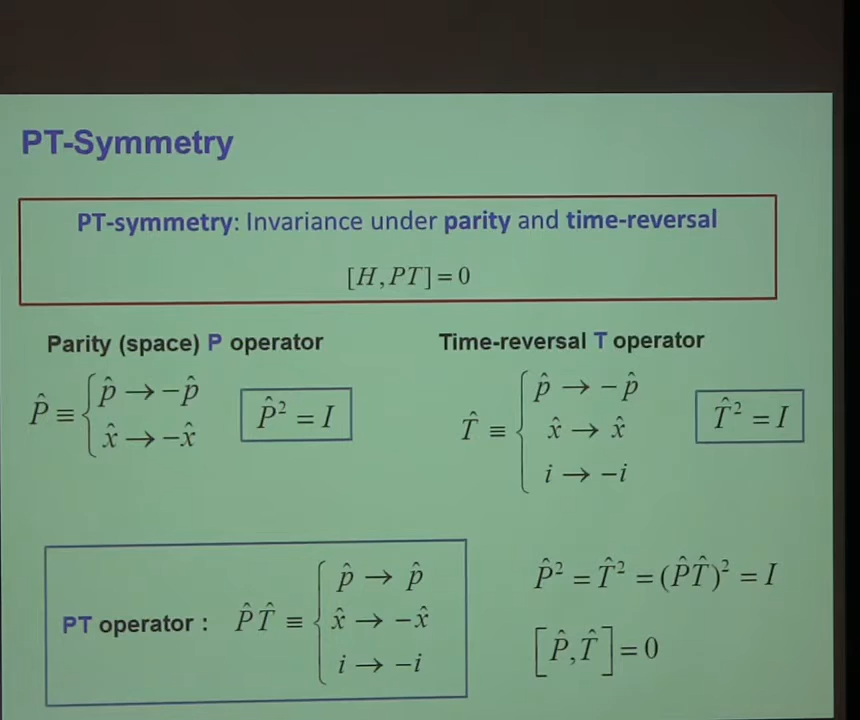 PT-Symmetry
PT-symmetry: Invariance under parity and time-reversal
[H, PT] = 0
Parity (space) P operator
P̂ ≡ { p̂ → −p̂
x̂ → −x̂
P̂² = I
Time-reversal T operator
T̂ ≡ { p̂ → −p̂
x̂ → x̂
i → −i
T̂² = I
PT operator : P̂T̂ ≡ { p̂ → p̂
x̂ → −x̂
i → −i
P̂² = T̂² = (P̂T̂)² = I
[P̂, T̂] = 0